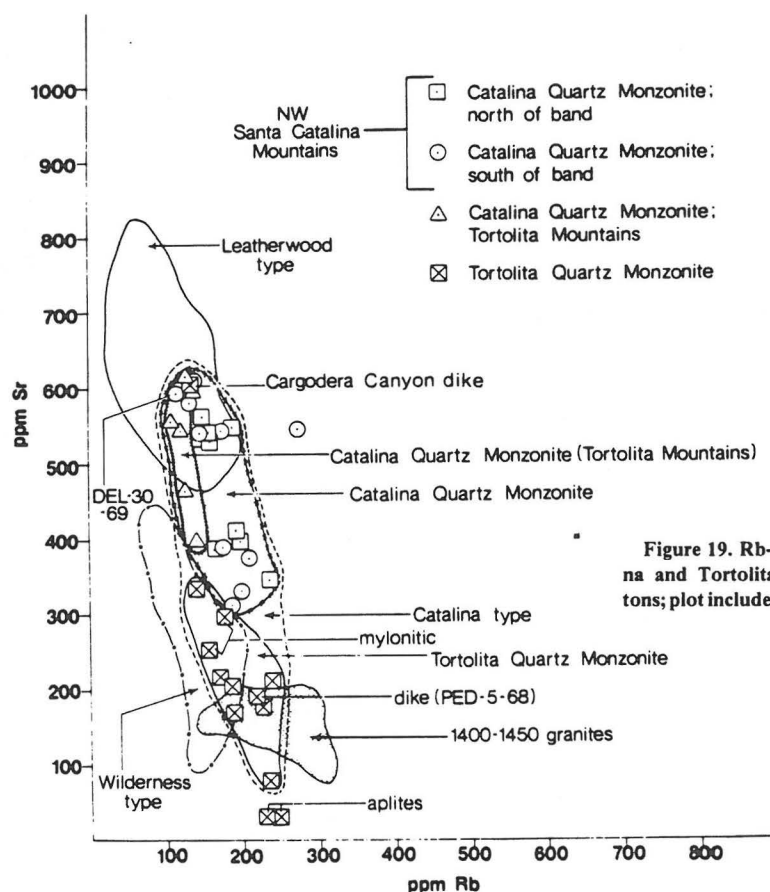 1000
900
800
700
600
500
400
300
200
100
ppm Sr
100 200 300 400 500 600 700 800
ppm Rb
NW
Santa Catalina
Mountains
Catalina Quartz Monzonite;
north of band
Catalina Quartz Monzonite;
south of band
Catalina Quartz Monzonite;
Tortolita Mountains
Tortolita Quartz Monzonite
Leatherwood
type
Cargodera Canyon dike
Catalina Quartz Monzonite (Tortolita Mountains)
DEL-30
-69
Catalina Quartz Monzonite
Figure 19. Rb-
na and Tortolita
tons; plot include
Catalina type
mylonitic
Tortolita Quartz Monzonite
dike (PED-5-68)
1400-1450 granites
Wilderness
type
aplites